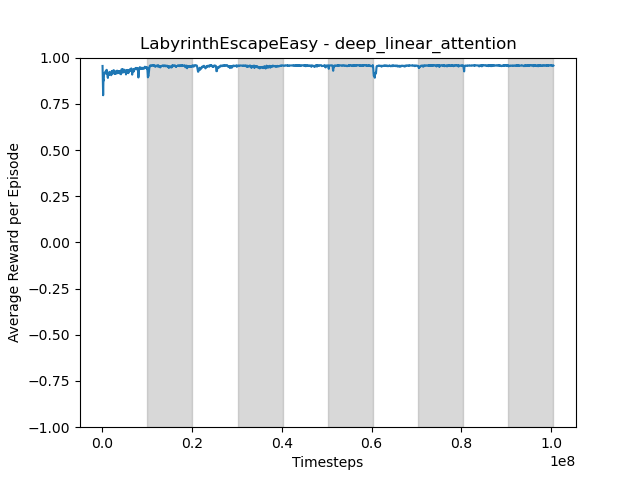 LabyrinthEscapeEasy - deep_linear_attention
Average Reward per Episode
1.00
0.75
0.50
0.25
0.00
−0.25
−0.50
−0.75
−1.00
0.0 0.2 0.4 0.6 0.8 1.0
1e8
Timesteps